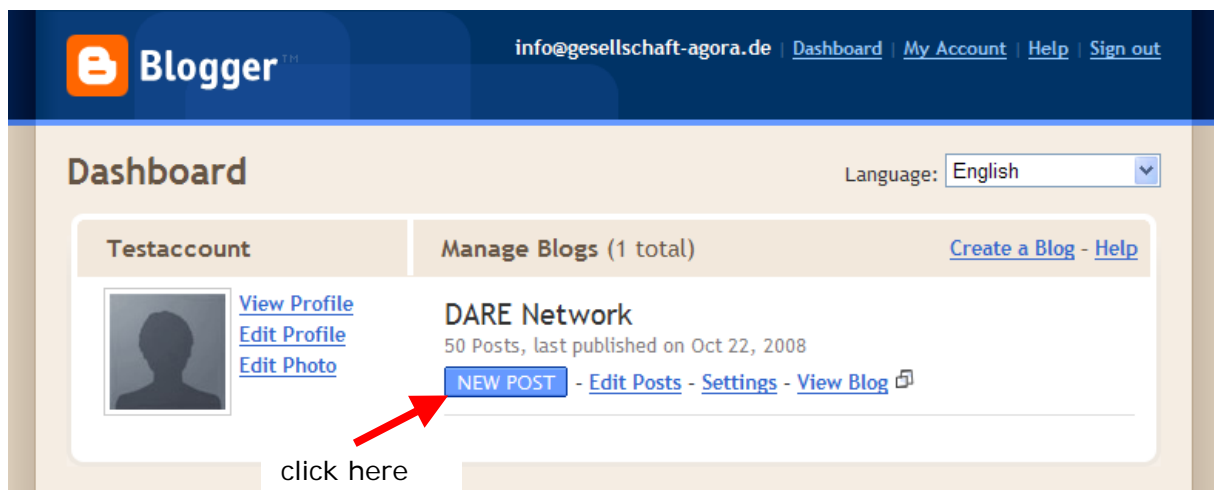 Blogger™
info@gesellschaft-agora.de | Dashboard | My Account | Help | Sign out
Dashboard
Language: English
Testaccount
Manage Blogs (1 total)
Create a Blog - Help
View Profile
Edit Profile
Edit Photo
DARE Network
50 Posts, last published on Oct 22, 2008
NEW POST - Edit Posts - Settings - View Blog
click here